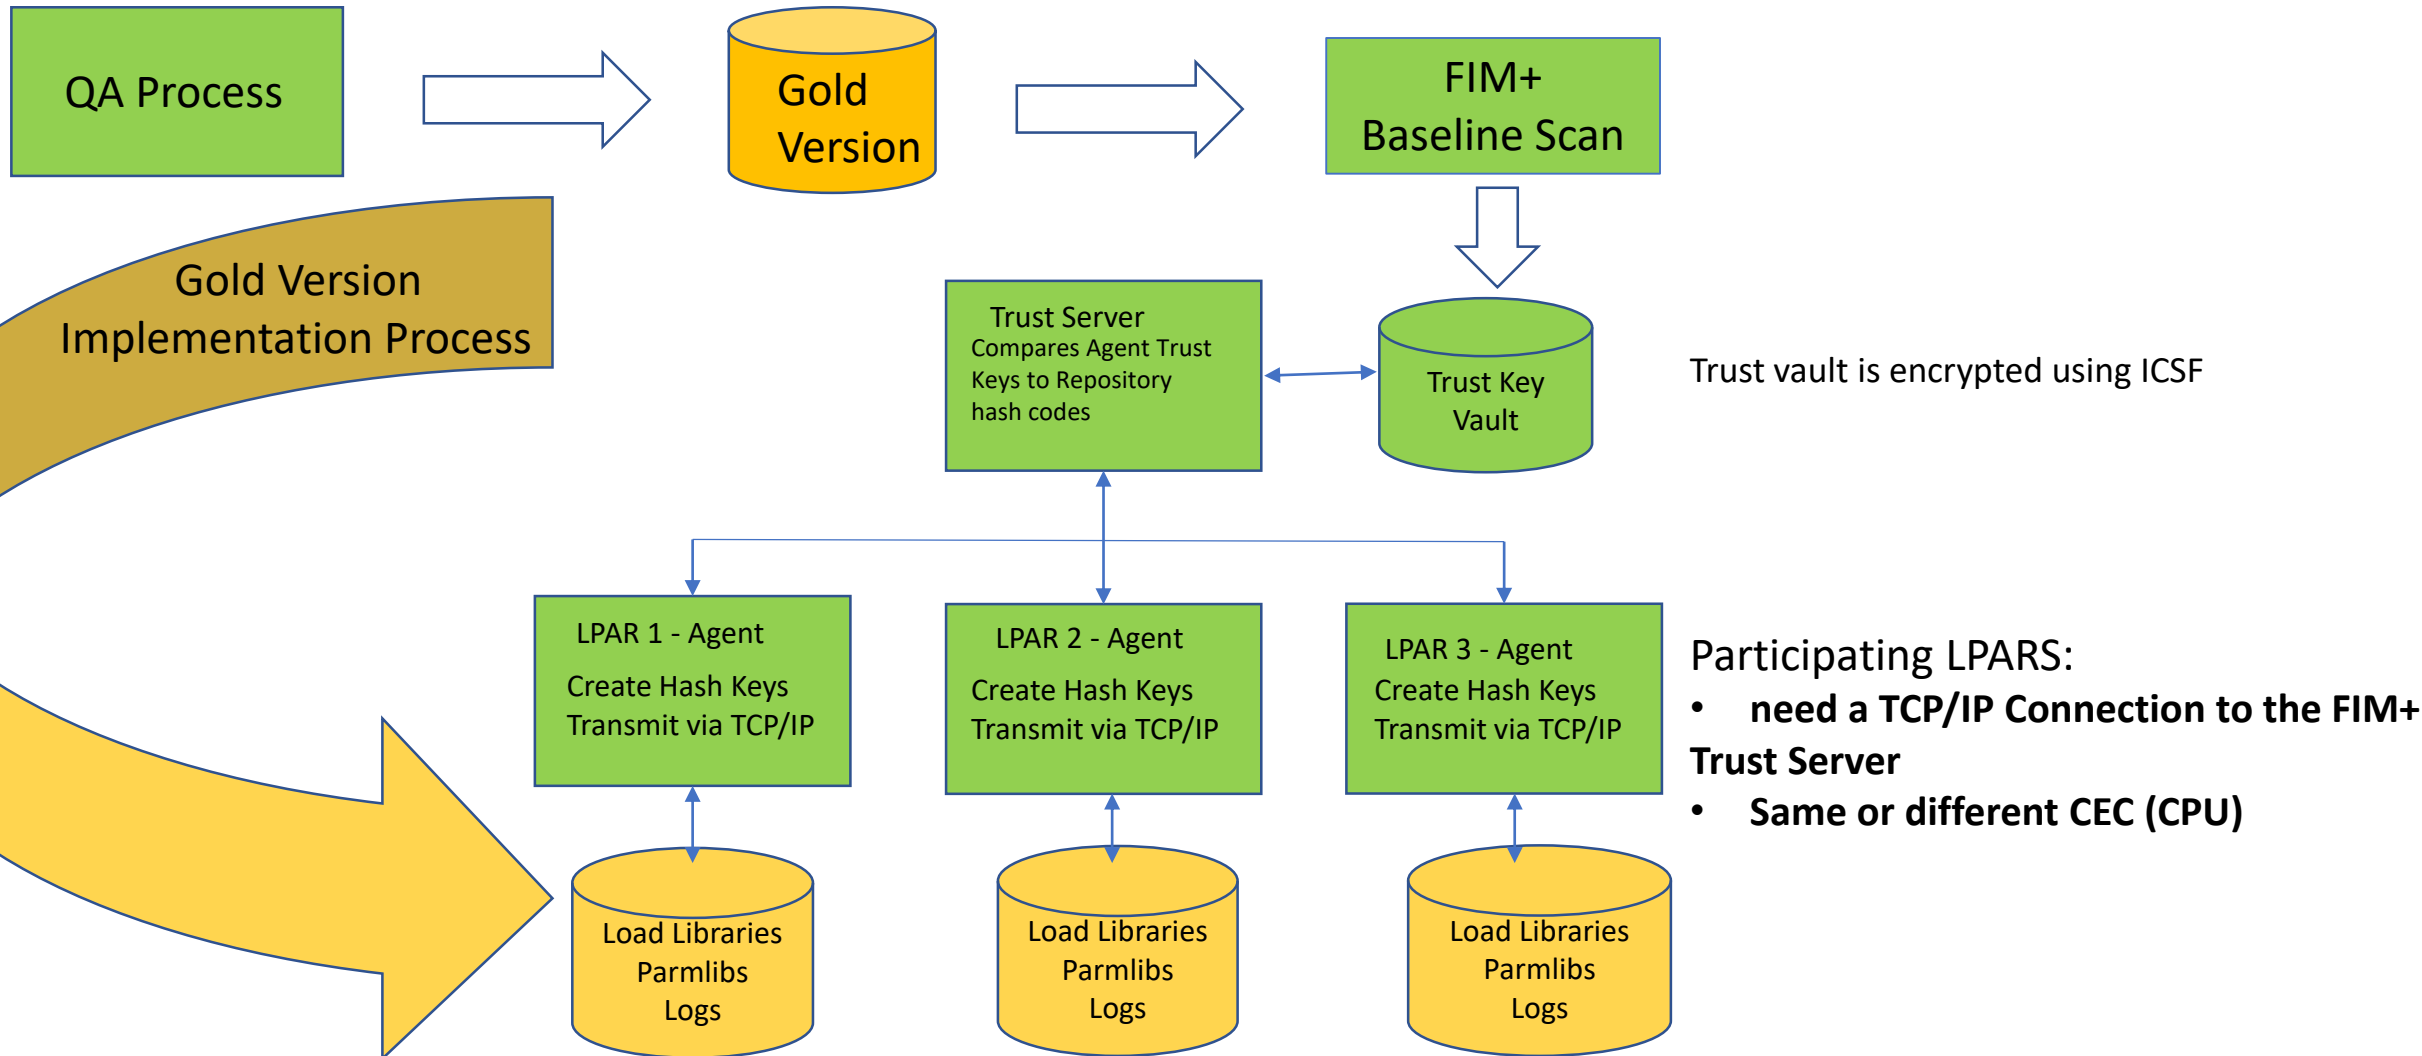 QA Process
Gold
Version
FIM+
Baseline Scan
Gold Version
Implementation Process
Trust Server
Compares Agent Trust
Keys to Repository
hash codes
Trust Key
Vault
Trust vault is encrypted using ICSF
LPAR 1 - Agent
Create Hash Keys
Transmit via TCP/IP
LPAR 2 - Agent
Create Hash Keys
Transmit via TCP/IP
LPAR 3 - Agent
Create Hash Keys
Transmit via TCP/IP
Participating LPARS:
• need a TCP/IP Connection to the FIM+
Trust Server
• Same or different CEC (CPU)
Load Libraries
Parmlibs
Logs
Load Libraries
Parmlibs
Logs
Load Libraries
Parmlibs
Logs